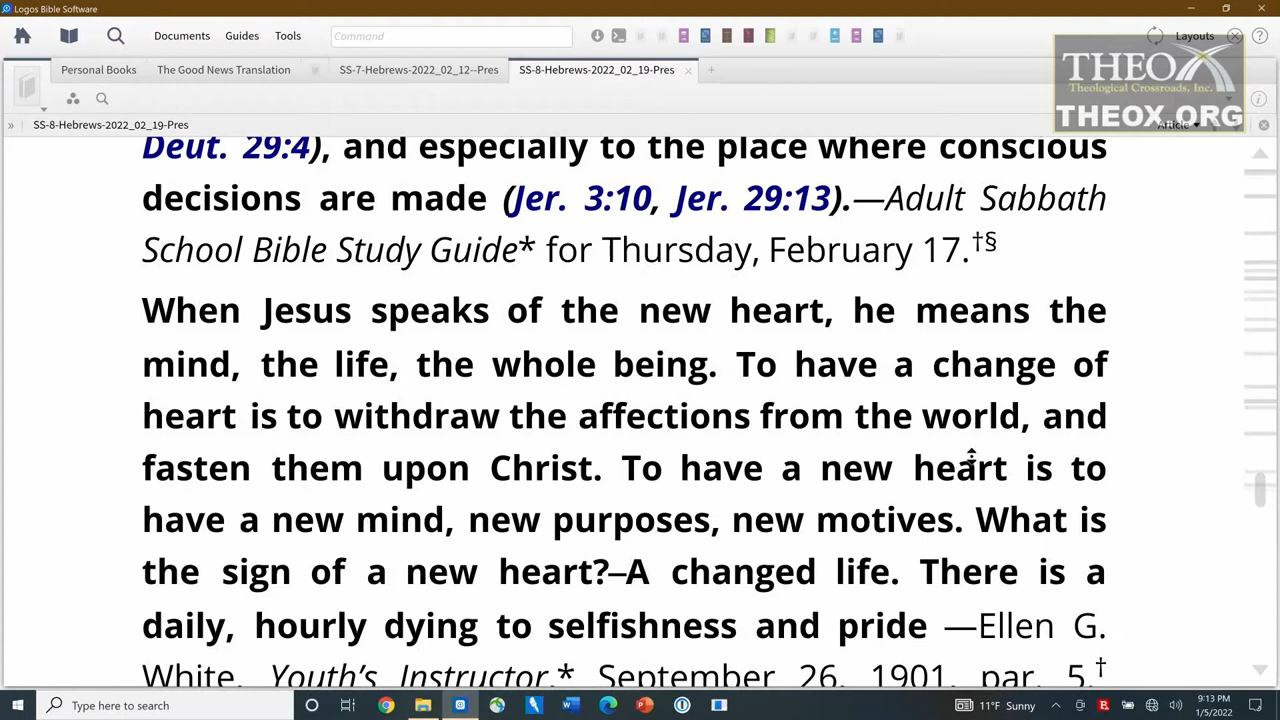 Logos Bible Software
Documents Guides Tools Command Layouts
THEOX
Theological Crossroads, Inc.
THEOX.ORG
Personal Books The Good News Translation SS-7-Hebrews-2022_02_12--Pres SS-8-Hebrews-2022_02_19-Pres
SS-8-Hebrews-2022_02_19-Pres Article
Deut. 29:4), and especially to the place where conscious
decisions are made (Jer. 3:10, Jer. 29:13).—Adult Sabbath
School Bible Study Guide* for Thursday, February 17.†§
When Jesus speaks of the new heart, he means the
mind, the life, the whole being. To have a change of
heart is to withdraw the affections from the world, and
fasten them upon Christ. To have a new heart is to
have a new mind, new purposes, new motives. What is
the sign of a new heart?—A changed life. There is a
daily, hourly dying to selfishness and pride —Ellen G.
White, Youth's Instructor,* September 26, 1901, par. 5.†
Type here to search
11°F Sunny
9:13 PM
1/5/2022